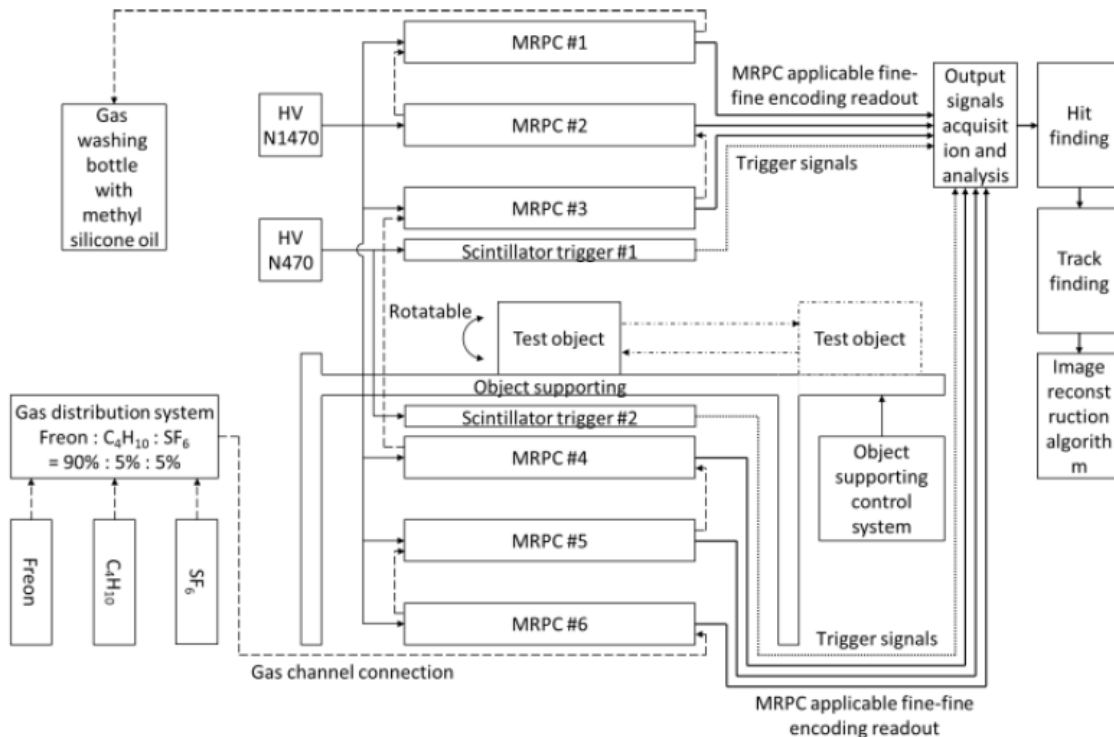 MRPC #1
MRPC applicable fine-
fine encoding readout
Output
signals
acquisit
ion and
analysis
Hit
finding
Gas
washing
bottle
with
methyl
silicone oil
HV
N1470
MRPC #2
Trigger signals
MRPC #3
HV
N470
Scintillator trigger #1
Track
finding
Rotatable
Test object
Test object
Object supporting
Image
reconst
ruction
algorith
m
Gas distribution system
Freon : C₄H₁₀ : SF₆
= 90% : 5% : 5%
Scintillator trigger #2
MRPC #4
Object
supporting
control
system
Freon
C₄H₁₀
SF₆
MRPC #5
MRPC #6
Trigger signals
Gas channel connection
MRPC applicable fine-fine
encoding readout